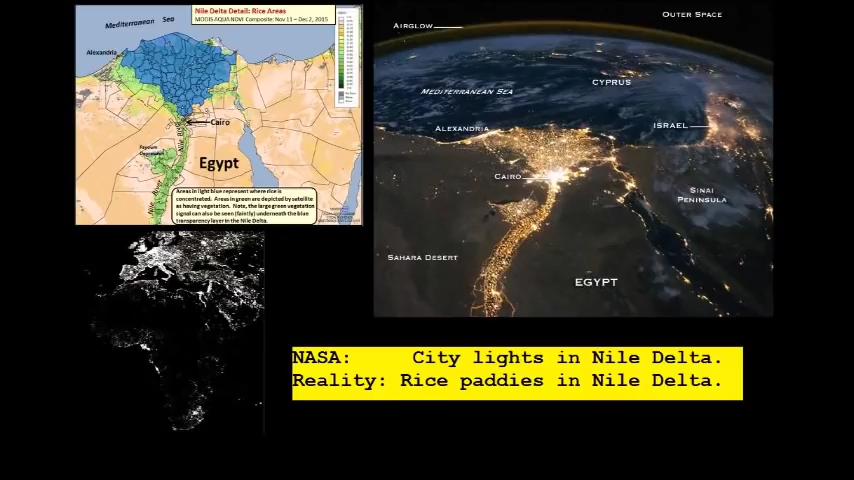 Nile Delta Detail: Rice Areas
MODIS AQUA NDVI Composite: Nov 11 - Dec 2, 2015
Mediterranean Sea
Alexandria
Cairo
Nile River
Egypt
Areas in light blue represent where rice is
concentrated. Areas in green are depicted by satellite
as having vegetation. Note, the large green vegetation
signal can also be seen (faintly) underneath the blue
transparency layer in the Nile Delta.
OUTER SPACE
AIRGLOW
CYPRUS
MEDITERRANEAN SEA
ALEXANDRIA
ISRAEL
CAIRO
SINAI
PENINSULA
SAHARA DESERT
EGYPT
NASA: City lights in Nile Delta.
Reality: Rice paddies in Nile Delta.